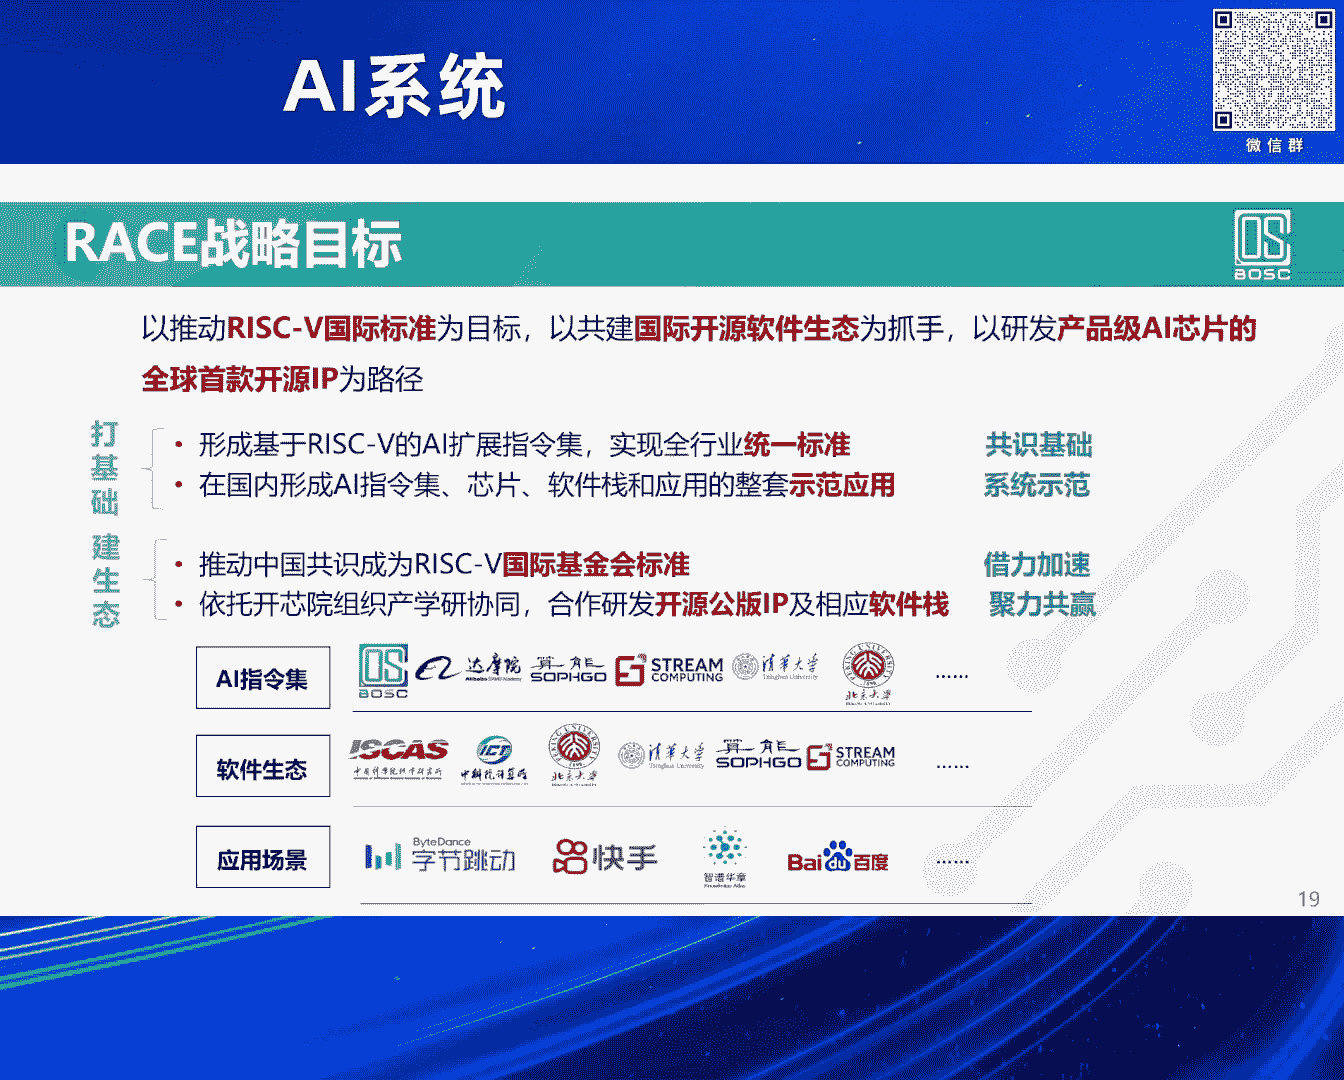 AI系统
微信群
RACE战略目标
BOSC
以推动RISC-V国际标准为目标，以共建国际开源软件生态为抓手，以研发产品级AI芯片的
全球首款开源IP为路径
打基础
• 形成基于RISC-V的AI扩展指令集，实现全行业统一标准 共识基础
• 在国内形成AI指令集、芯片、软件栈和应用的整套示范应用 系统示范
建生态
• 推动中国共识成为RISC-V国际基金会标准 借力加速
• 依托开芯院组织产学研协同，合作研发开源公版IP及相应软件栈 聚力共赢
AI指令集 BOSC 达摩院 Alibaba DAMO Academy 算能 SOPHGO STREAM COMPUTING 清华大学 Tsinghua University PEKING UNIVERSITY 1898 北京大学 ……
软件生态 ISCAS 中国科学院软件研究所 ICT 中科院计算所 PEKING UNIVERSITY 1898 北京大学 清华大学 Tsinghua University 算能 SOPHGO STREAM COMPUTING ……
应用场景 ByteDance 字节跳动 快手 智谱华章 Knowledge Atlas Bai du 百度 ……
19